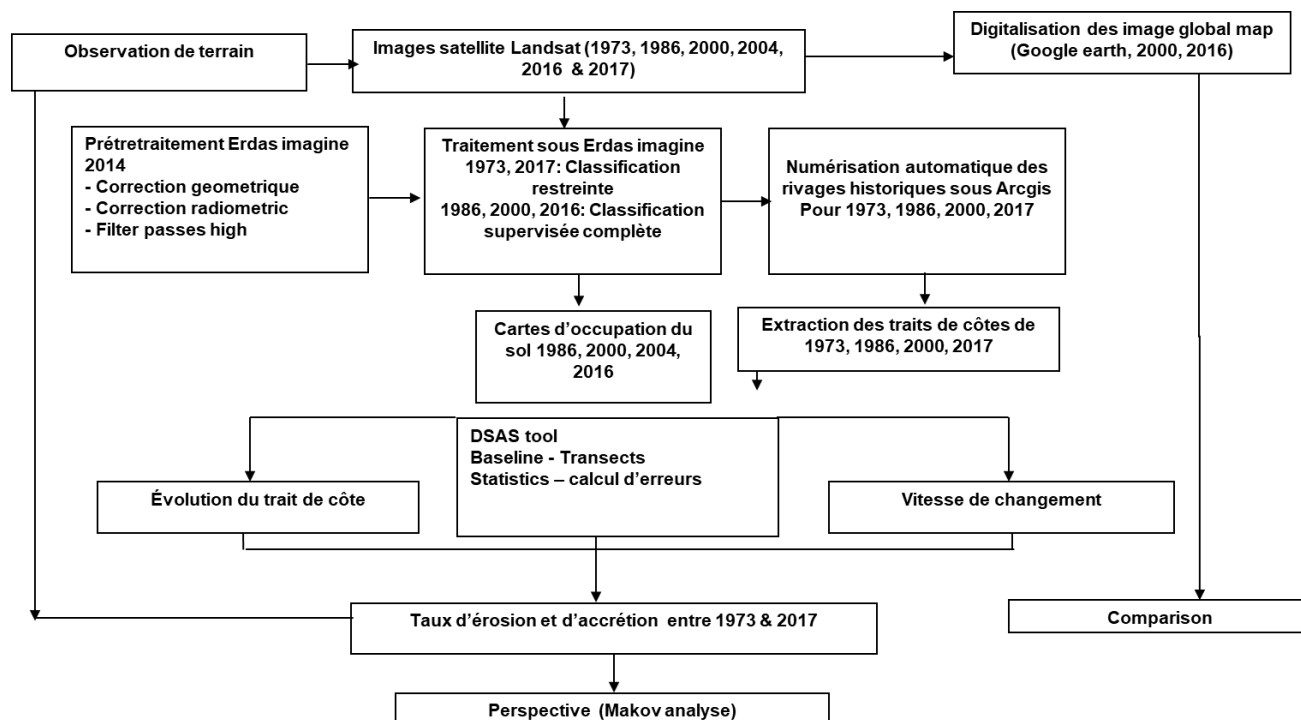 Observation de terrain
Images satellite Landsat (1973, 1986, 2000, 2004,
2016  & 2017)
Digitalisation des image global map
(Google earth, 2000, 2016)
Prétretraitement Erdas imagine
2014
- Correction geometrique
- Correction radiometric
- Filter passes high
Traitement sous Erdas imagine
1973, 2017: Classification
restreinte
1986, 2000, 2016: Classification
supervisée complète
Numérisation automatique des
rivages historiques sous Arcgis
Pour 1973, 1986, 2000, 2017
Cartes d’occupation du
sol 1986, 2000, 2004,
2016
Extraction des traits de côtes de
1973, 1986, 2000, 2017
DSAS tool
Baseline - Transects
Statistics – calcul d’erreurs
Évolution du trait de côte
Vitesse de changement
Taux d’érosion et d’accrétion  entre 1973 & 2017
Comparison
Perspective (Makov analyse)